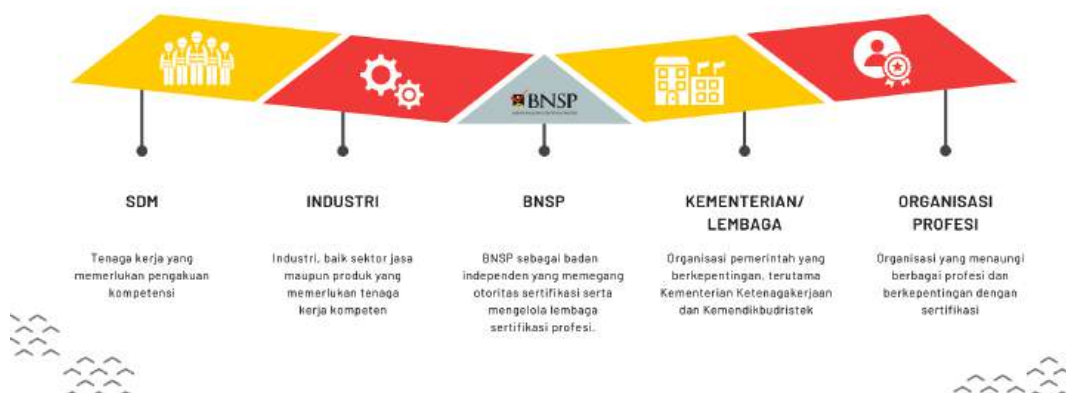 BNSP
SDM
Tenaga kerja yang
memerlukan pengakuan
kompetensi
INDUSTRI
Industri, baik sektor jasa
maupun produk yang
memerlukan tenaga
kerja kompeten
BNSP
BNSP sebagai badan
independen yang memegang
otoritas sertifikasi serta
mengelola lembaga
sertifikasi profesi.
KEMENTERIAN/
LEMBAGA
Organisasi pemerintah yang
berkepentingan, terutama
Kementerian Ketenagakerjaan
dan Kemendikbudristek
ORGANISASI
PROFESI
Organisasi yang menaungi
berbagai profesi dan
berkepentingan dengan
sertifikasi